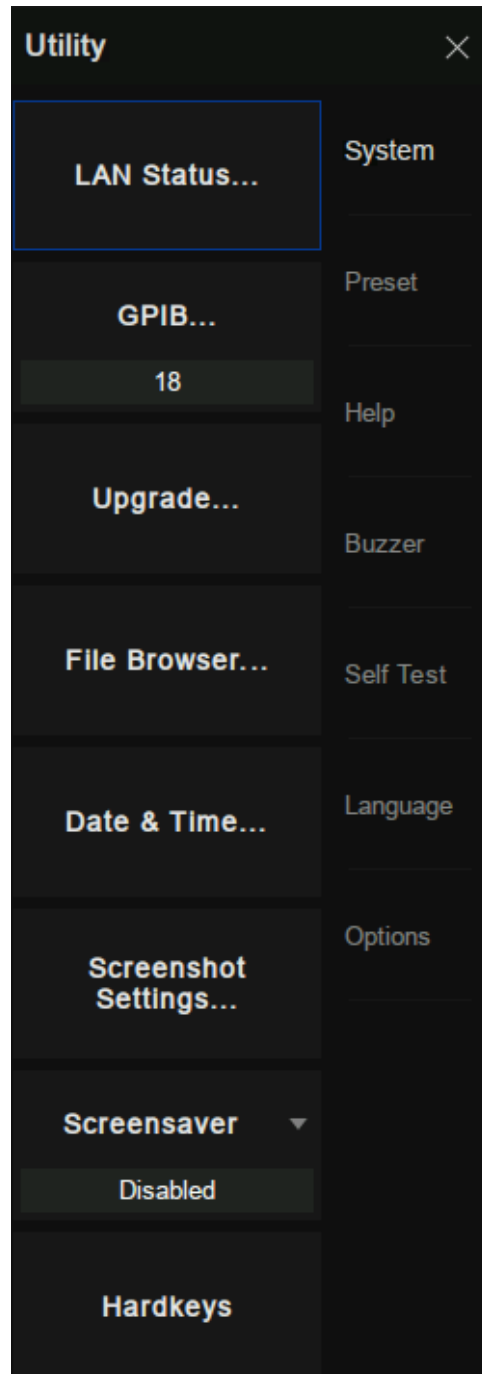 Utility
LAN Status...
GPIB...
18
Upgrade...
File Browser...
Date & Time...
Screenshot
Settings...
Screensaver
Disabled
Hardkeys
System
Preset
Help
Buzzer
Self Test
Language
Options